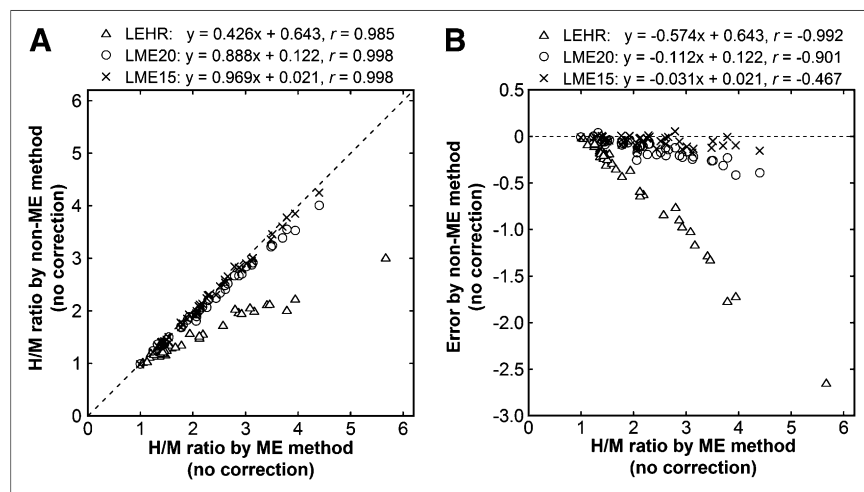 A
△ LEHR: y = 0.426x + 0.643, r = 0.985
○ LME20: y = 0.888x + 0.122, r = 0.998
× LME15: y = 0.969x + 0.021, r = 0.998
6
5
4
3
2
1
0
H/M ratio by non-ME method
(no correction)
0 1 2 3 4 5 6
H/M ratio by ME method
(no correction)
B
△ LEHR: y = -0.574x + 0.643, r = -0.992
○ LME20: y = -0.112x + 0.122, r = -0.901
× LME15: y = -0.031x + 0.021, r = -0.467
0.5
0
-0.5
-1.0
-1.5
-2.0
-2.5
-3.0
Error by non-ME method
(no correction)
0 1 2 3 4 5 6
H/M ratio by ME method
(no correction)